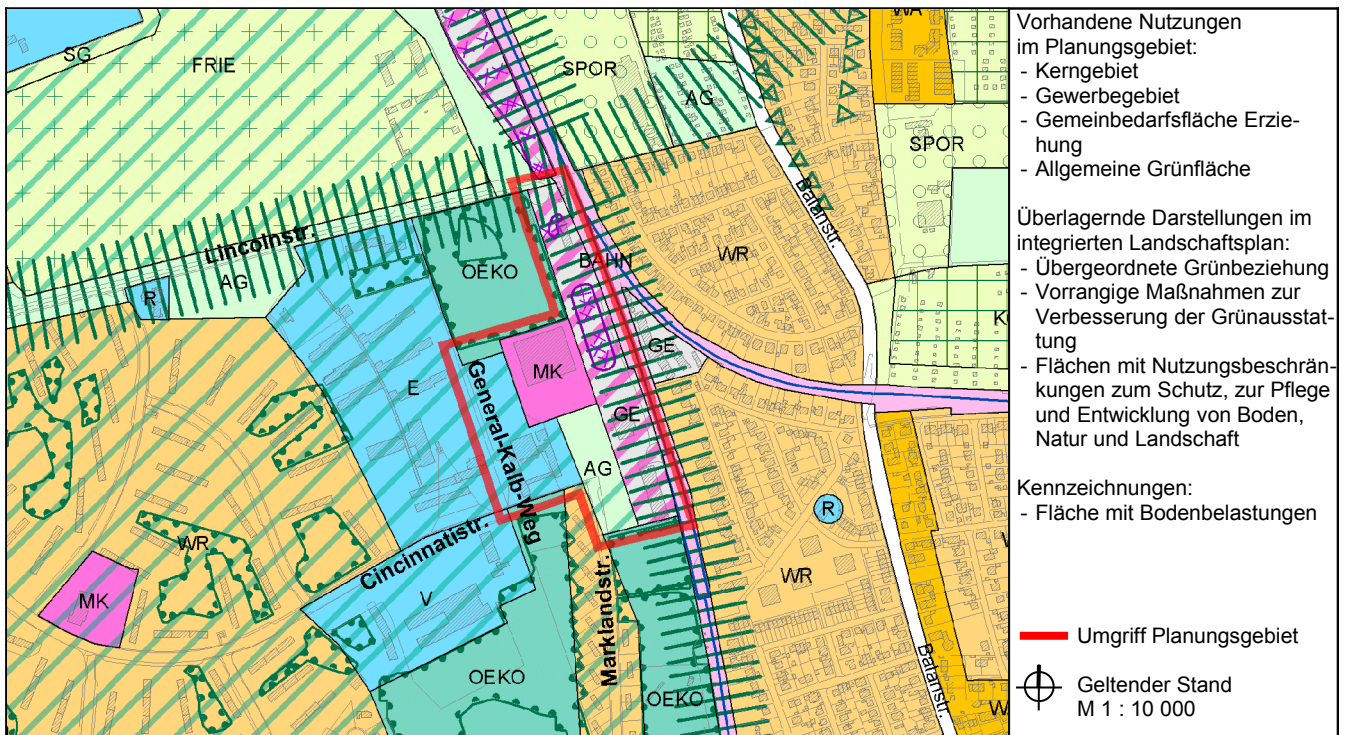 SG
FRIE
SPOR
AG
WA
SPOR
Balanstr.
Lincolnstr.
AG
R
OEKO
BAHN
WR
E
MK
GE
GE
General-Kalb-Weg
AG
R
WR
MK
Cincinnatistr.
V
OEKO
Marklandstr.
OEKO
WR
Balanstr.
Vorhandene Nutzungen
im Planungsgebiet:
- Kerngebiet
- Gewerbegebiet
- Gemeinbedarfsfläche Erzie-
hung
- Allgemeine Grünfläche
Überlagernde Darstellungen im
integrierten Landschaftsplan:
- Übergeordnete Grünbeziehung
- Vorrangige Maßnahmen zur
Verbesserung der Grünausstat-
tung
- Flächen mit Nutzungsbeschrän-
kungen zum Schutz, zur Pflege
und Entwicklung von Boden,
Natur und Landschaft
Kennzeichnungen:
- Fläche mit Bodenbelastungen
Umgriff Planungsgebiet
Geltender Stand
M 1 : 10 000